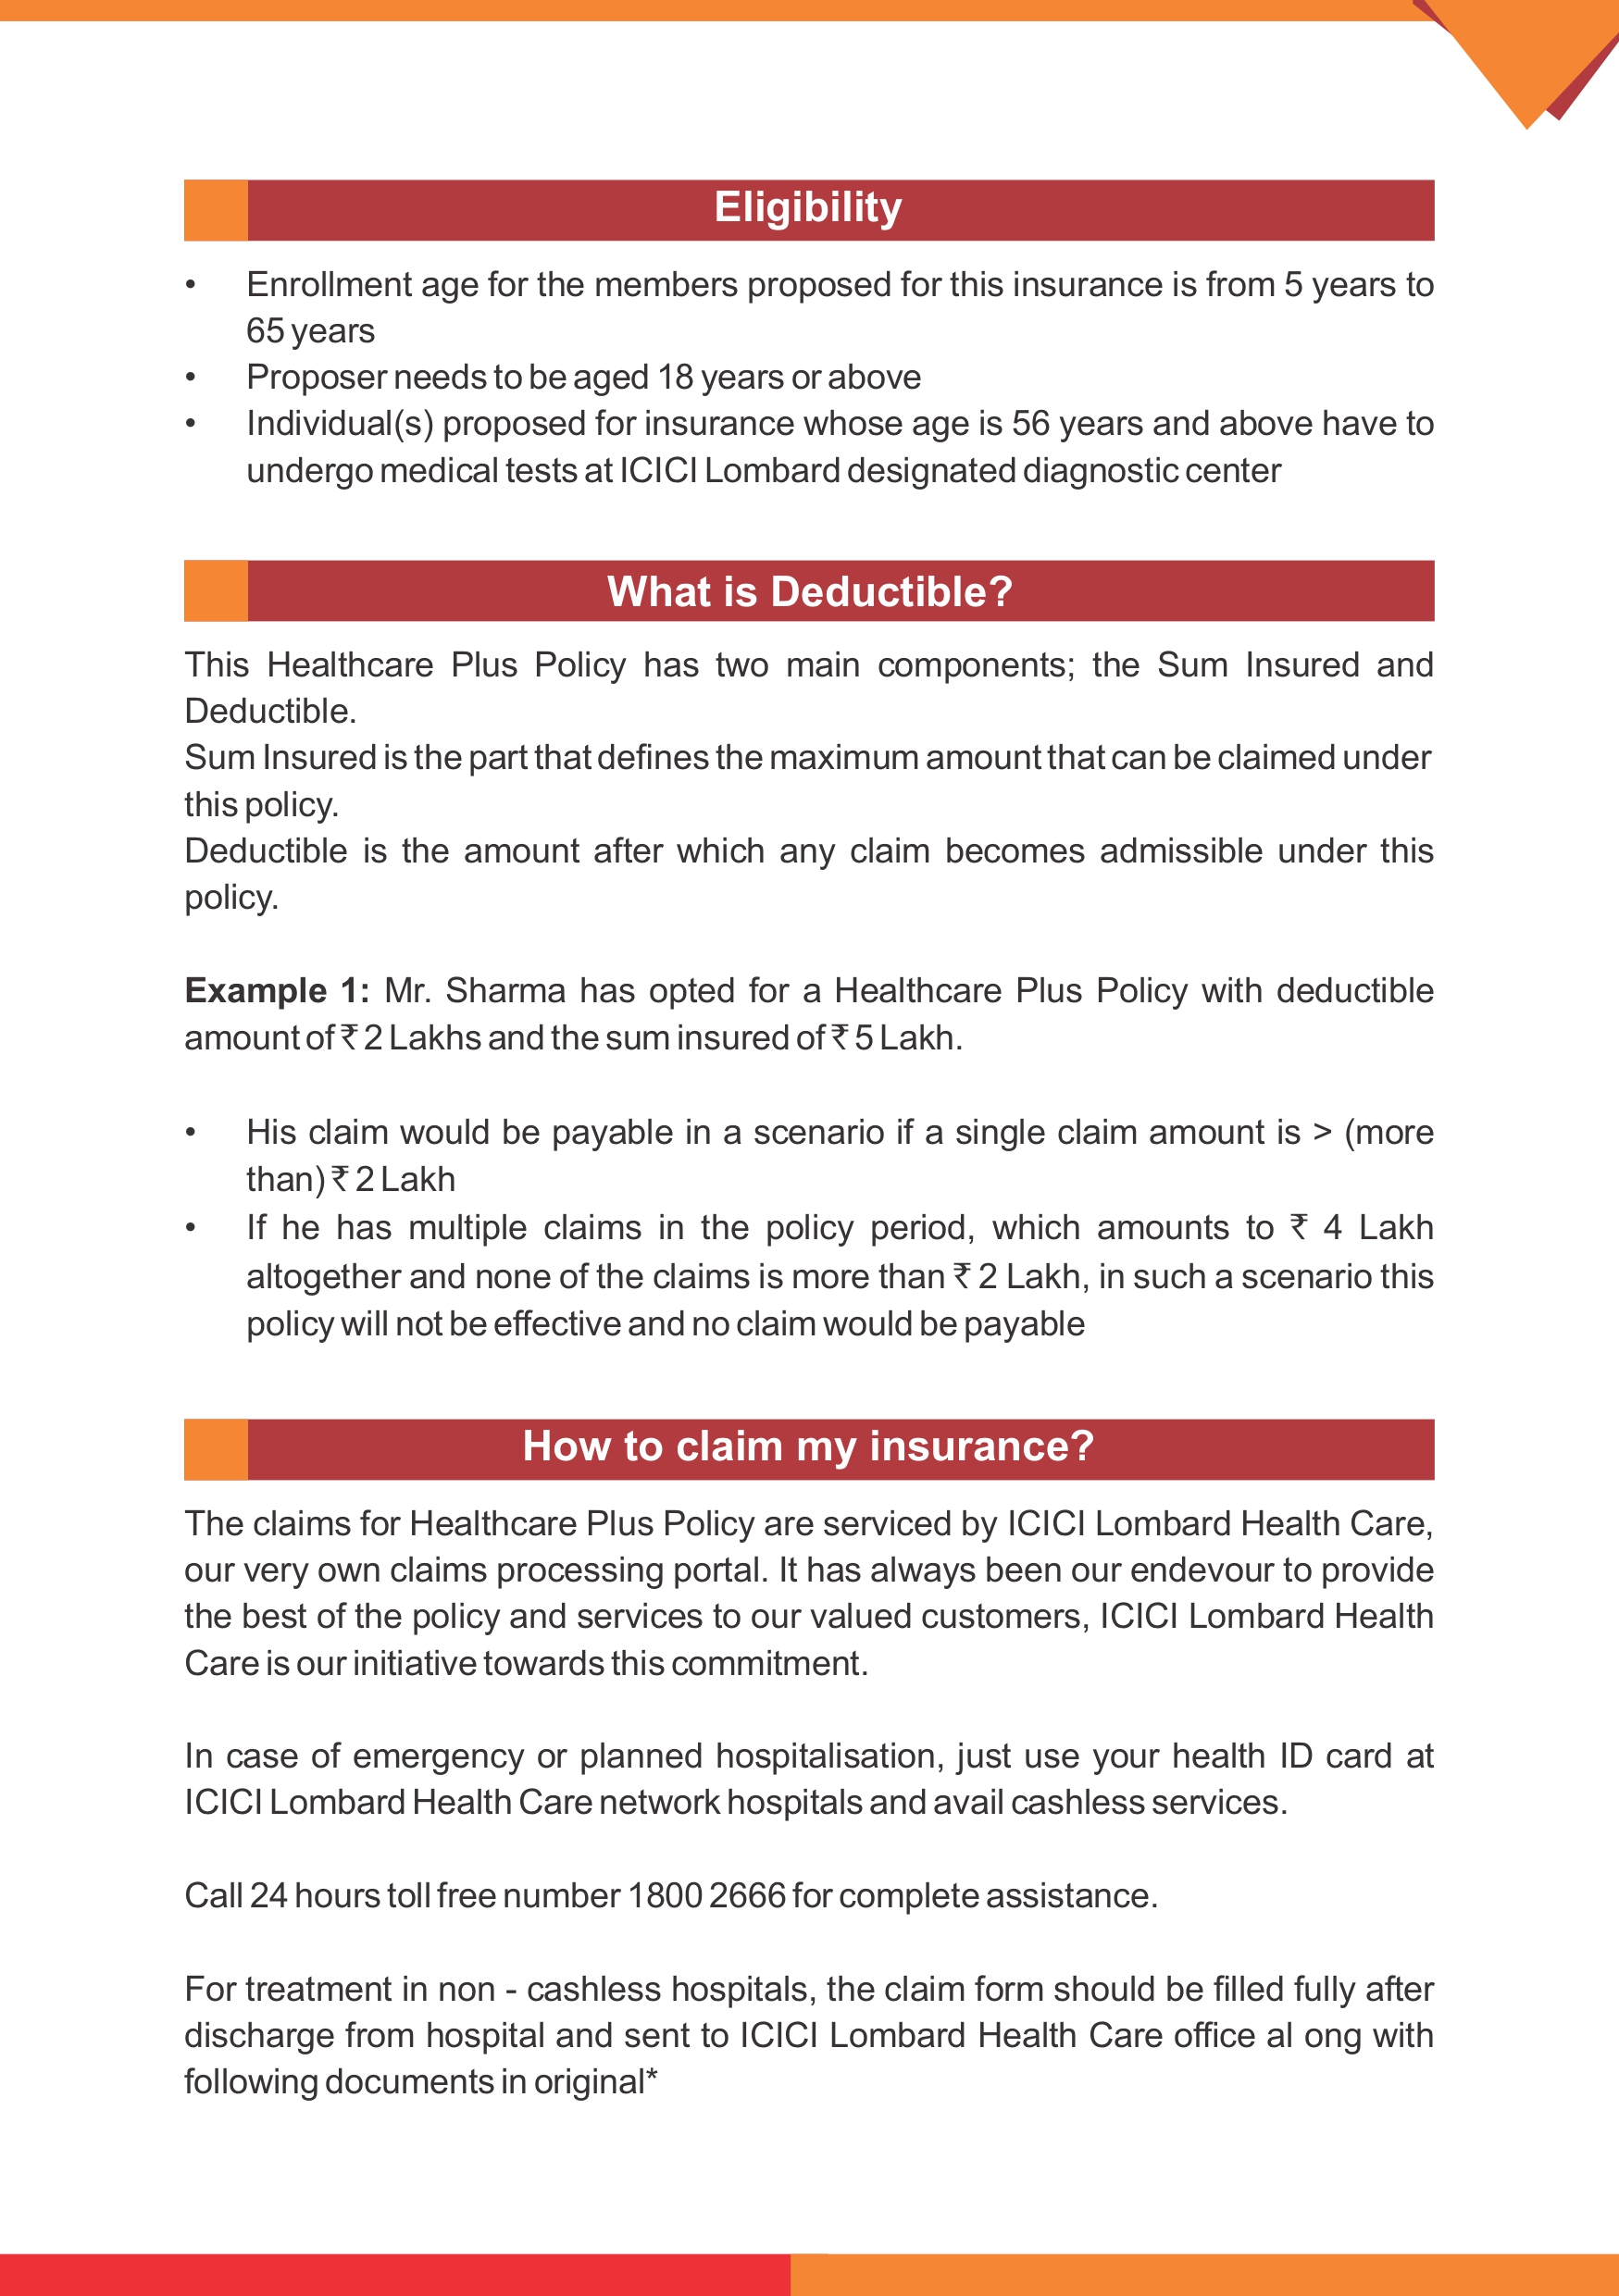 Eligibility
• Enrollment age for the members proposed for this insurance is from 5 years to
65 years
• Proposer needs to be aged 18 years or above
• Individual(s) proposed for insurance whose age is 56 years and above have to
undergo medical tests at ICICI Lombard designated diagnostic center
What is Deductible?
This Healthcare Plus Policy has two main components; the Sum Insured and
Deductible.
Sum Insured is the part that defines the maximum amount that can be claimed under
this policy.
Deductible is the amount after which any claim becomes admissible under this
policy.
Example 1: Mr. Sharma has opted for a Healthcare Plus Policy with deductible
amount of ₹ 2 Lakhs and the sum insured of ₹ 5 Lakh.
• His claim would be payable in a scenario if a single claim amount is > (more
than) ₹ 2 Lakh
• If he has multiple claims in the policy period, which amounts to ₹ 4 Lakh
altogether and none of the claims is more than ₹ 2 Lakh, in such a scenario this
policy will not be effective and no claim would be payable
How to claim my insurance?
The claims for Healthcare Plus Policy are serviced by ICICI Lombard Health Care,
our very own claims processing portal. It has always been our endevour to provide
the best of the policy and services to our valued customers, ICICI Lombard Health
Care is our initiative towards this commitment.
In case of emergency or planned hospitalisation, just use your health ID card at
ICICI Lombard Health Care network hospitals and avail cashless services.
Call 24 hours toll free number 1800 2666 for complete assistance.
For treatment in non - cashless hospitals, the claim form should be filled fully after
discharge from hospital and sent to ICICI Lombard Health Care office al ong with
following documents in original*